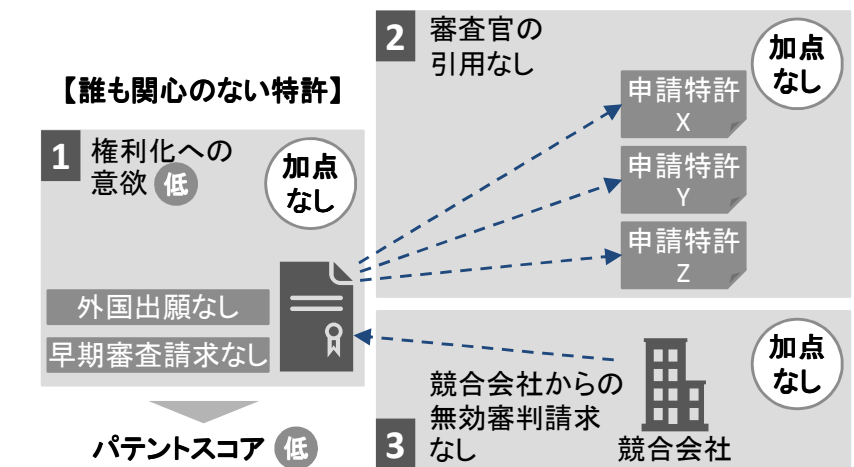 【誰も関心のない特許】
1
権利化への
意欲 低
加点
なし
外国出願なし
早期審査請求なし
パテントスコア 低
2
審査官の
引用なし
加点
なし
申請特許
X
申請特許
Y
申請特許
Z
3
競合会社からの
無効審判請求
なし
競合会社
加点
なし